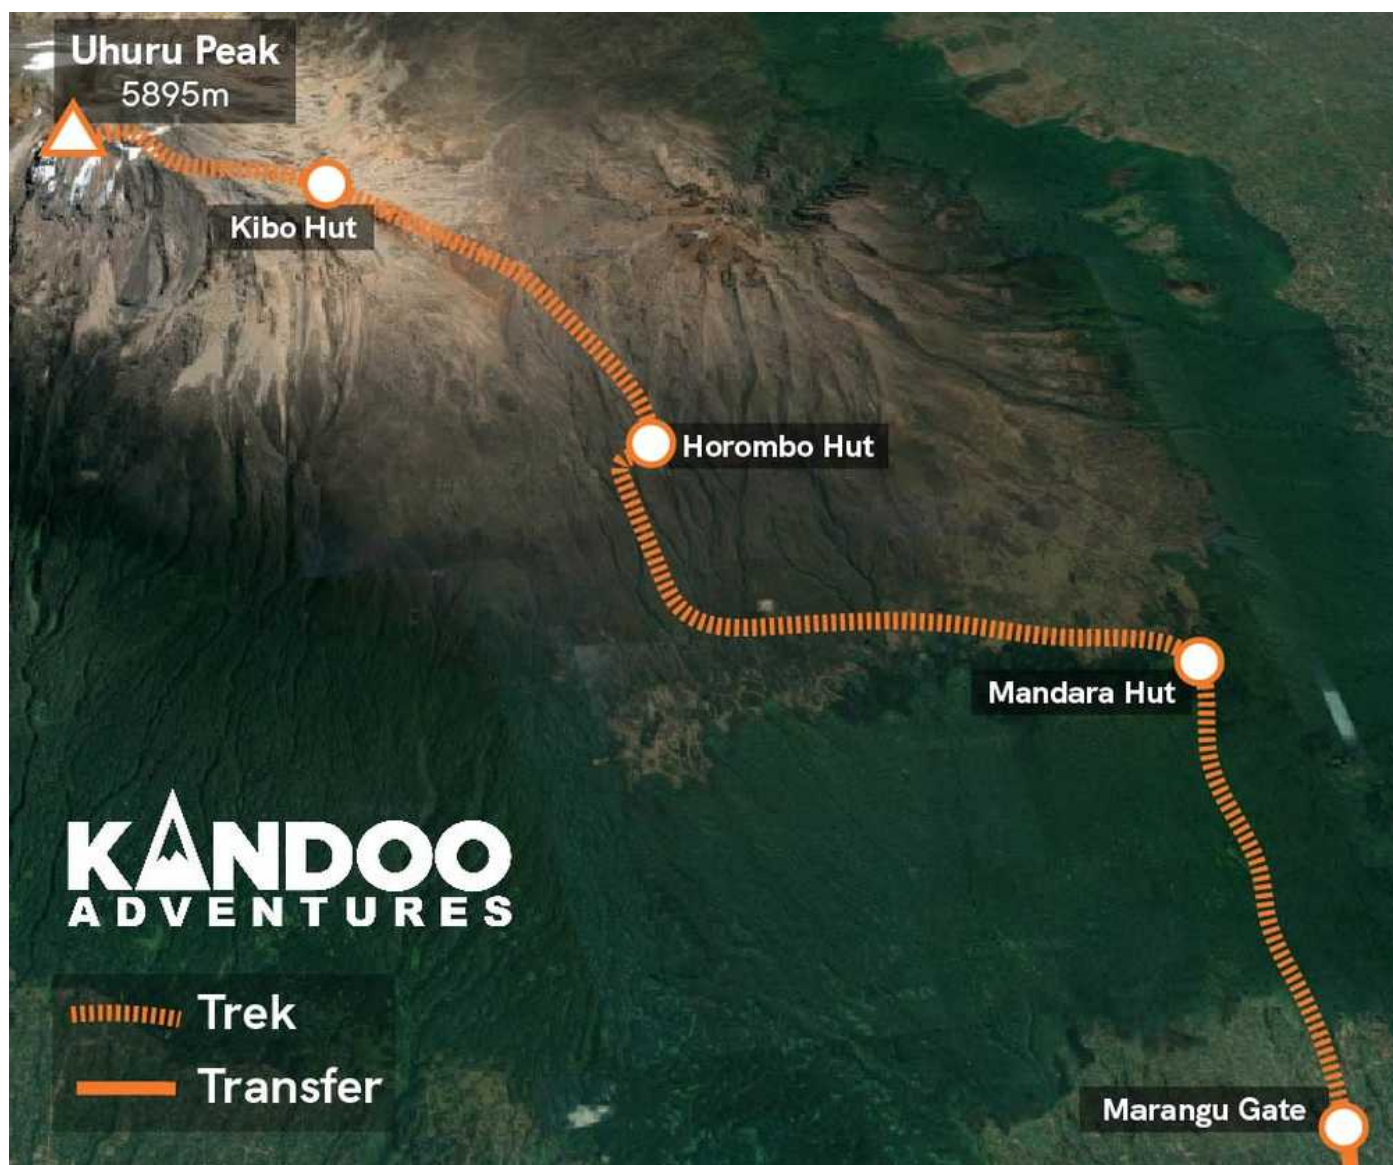 Uhuru Peak
5895m
Kibo Hut
Horombo Hut
Mandara Hut
KANDOO
ADVENTURES
Trek
Transfer
Marangu Gate